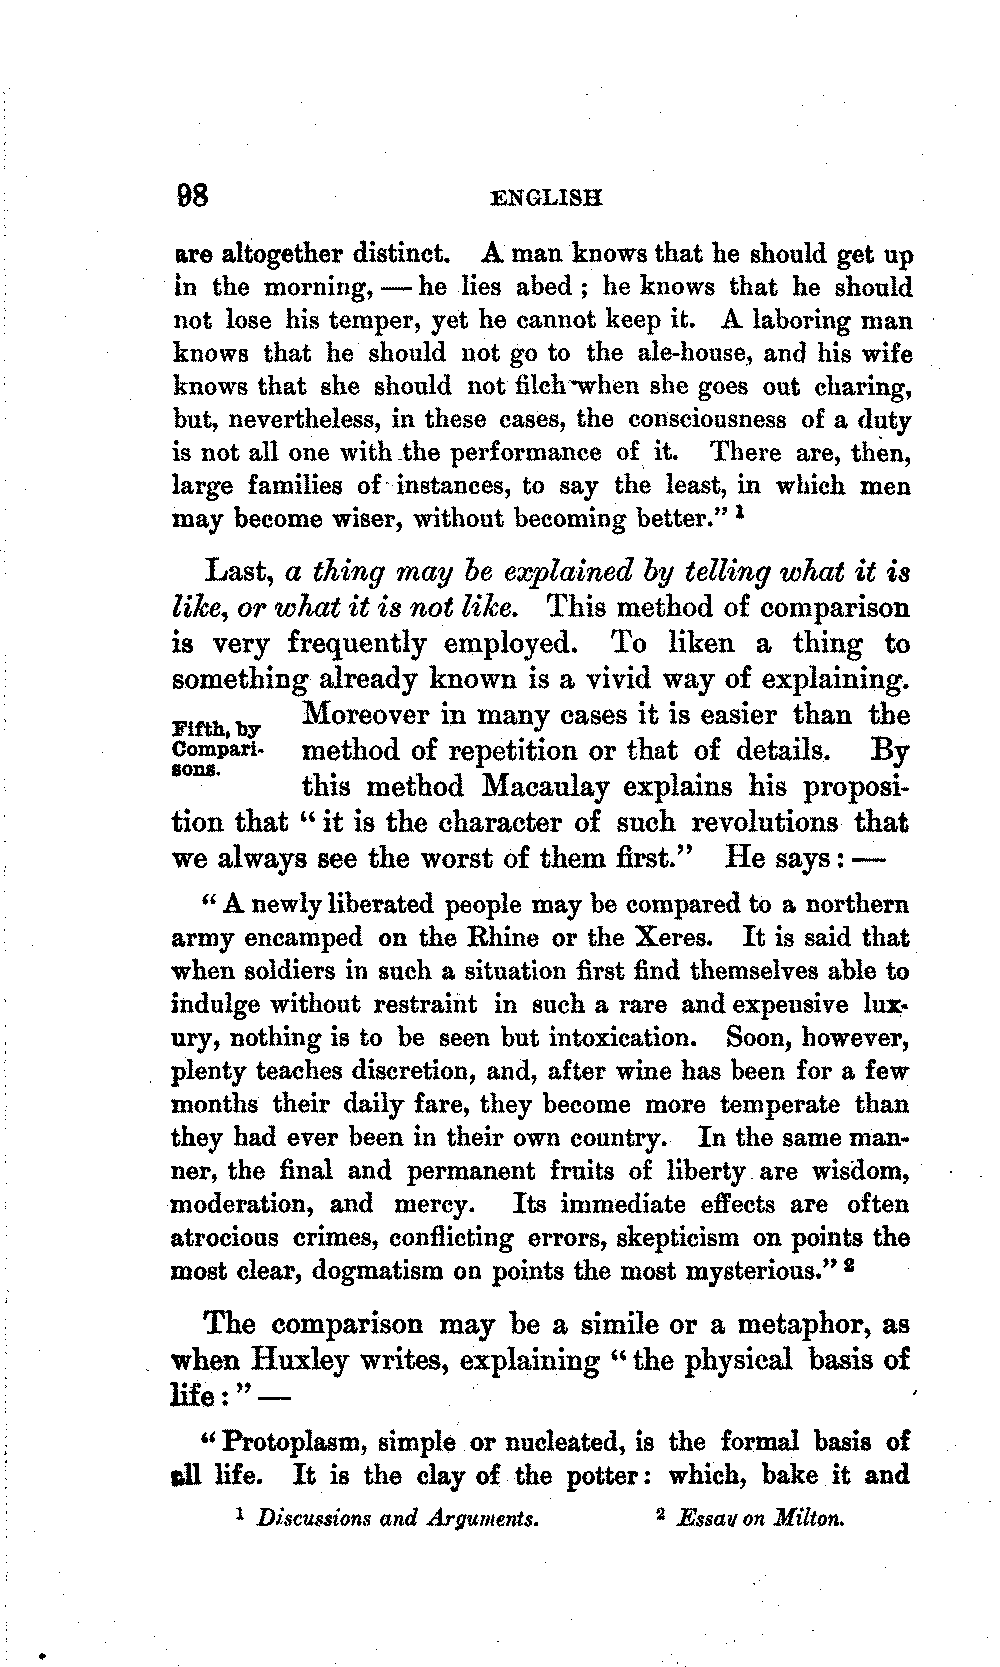 98 ENGLISH
are altogether distinct. A man knows that he should get up
in the morning, — he lies abed ; he knows that he should
not lose his temper, yet he cannot keep it. A laboring man
knows that he should not go to the ale-house, and his wife
knows that she should not filch when she goes out charing,
but, nevertheless, in these cases, the consciousness of a duty
is not all one with the performance of it. There are, then,
large families of instances, to say the least, in which men
may become wiser, without becoming better." 1
Last, a thing may be explained by telling what it is
like, or what it is not like. This method of comparison
is very frequently employed. To liken a thing to
something already known is a vivid way of explaining.
Fifth, by
Compari-
sons.
Moreover in many cases it is easier than the
method of repetition or that of details. By
this method Macaulay explains his proposi-
tion that "it is the character of such revolutions that
we always see the worst of them first." He says : —
"A newly liberated people may be compared to a northern
army encamped on the Rhine or the Xeres. It is said that
when soldiers in such a situation first find themselves able to
indulge without restraint in such a rare and expensive lux-
ury, nothing is to be seen but intoxication. Soon, however,
plenty teaches discretion, and, after wine has been for a few
months their daily fare, they become more temperate than
they had ever been in their own country. In the same man-
ner, the final and permanent fruits of liberty are wisdom,
moderation, and mercy. Its immediate effects are often
atrocious crimes, conflicting errors, skepticism on points the
most clear, dogmatism on points the most mysterious." 2
The comparison may be a simile or a metaphor, as
when Huxley writes, explaining "the physical basis of
life : " —
"Protoplasm, simple or nucleated, is the formal basis of
all life. It is the clay of the potter : which, bake it and
1 Discussions and Arguments. 2 Essay on Milton.